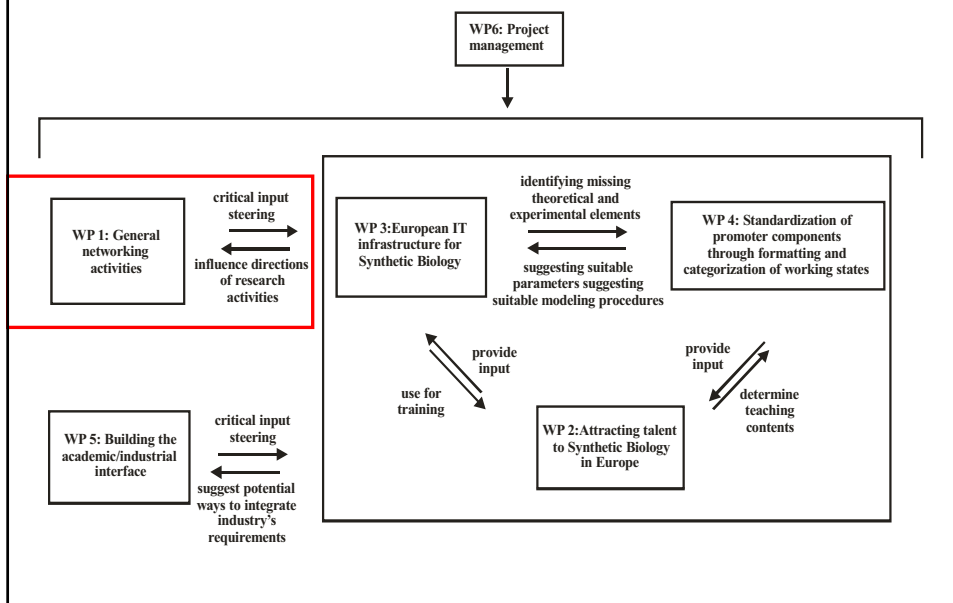 WP6: Project
management
critical input
steering
WP 1: General
networking
activities
influence directions
of research
activities
identifying missing
theoretical and
experimental elements
WP 3:European IT
infrastructure for
Synthetic Biology
suggesting suitable
parameters suggesting
suitable modeling procedures
WP 4: Standardization of
promoter components
through formatting and
categorization of working states
provide
input
use for
training
provide
input
determine
teaching
contents
WP 2:Attracting talent
to Synthetic Biology
in Europe
critical input
steering
WP 5: Building the
academic/industrial
interface
suggest potential
ways to integrate
industry's
requirements